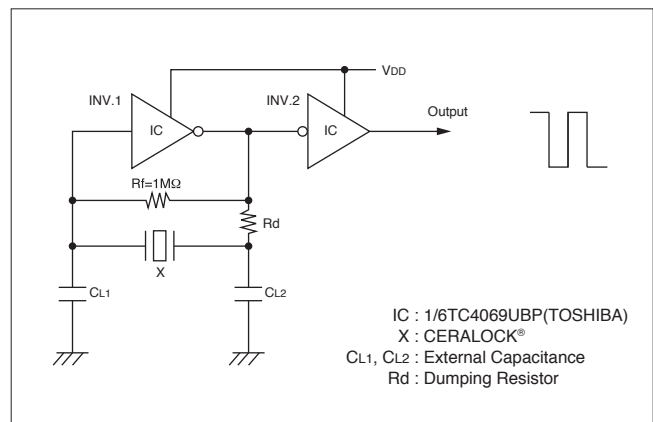 VDD
INV.1
INV.2
Output
IC
IC
Rf=1MΩ
Rd
X
CL1
CL2
IC : 1/6TC4069UBP(TOSHIBA)
X : CERALOCK®
CL1, CL2 : External Capacitance
Rd : Dumping Resistor